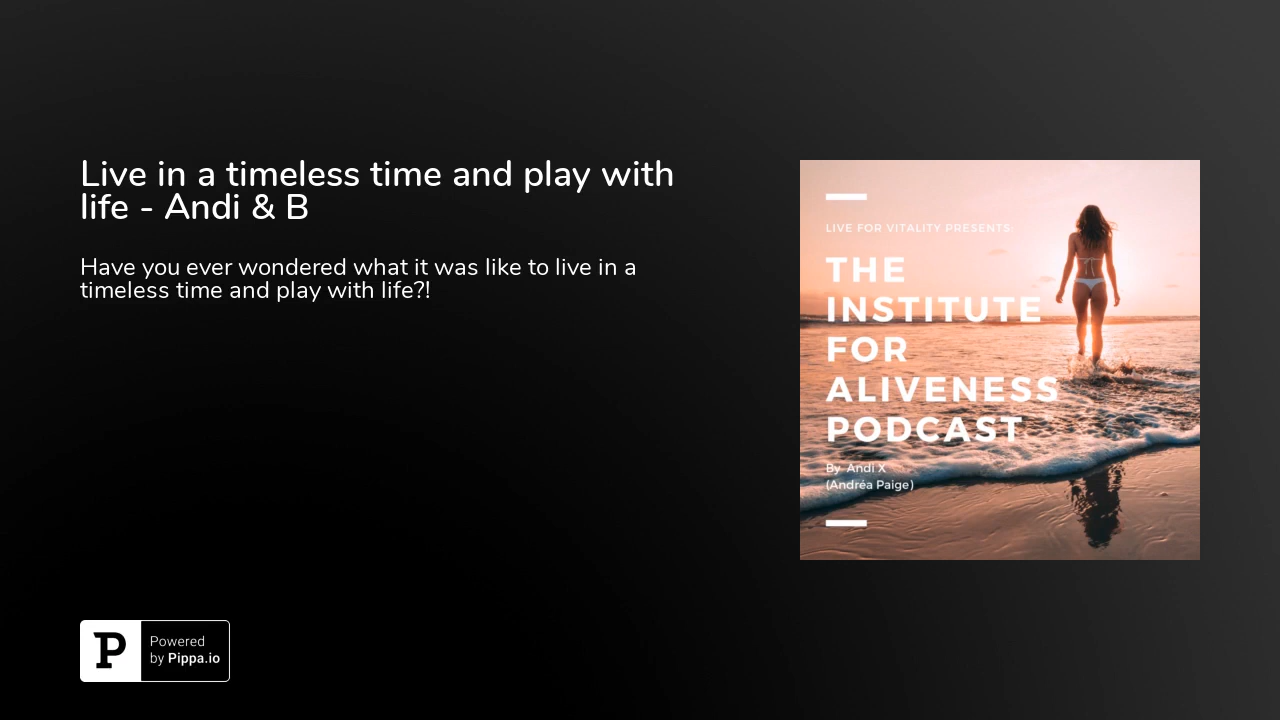 Live in a timeless time and play with
life - Andi & B
Have you ever wondered what it was like to live in a
timeless time and play with life?!
LIVE FOR VITALITY PRESENTS
THE
INSTITUTE
FOR
ALIVENESS
PODCAST
By Andi X
(Andréa Paige)
P
Powered
by Pippa.io